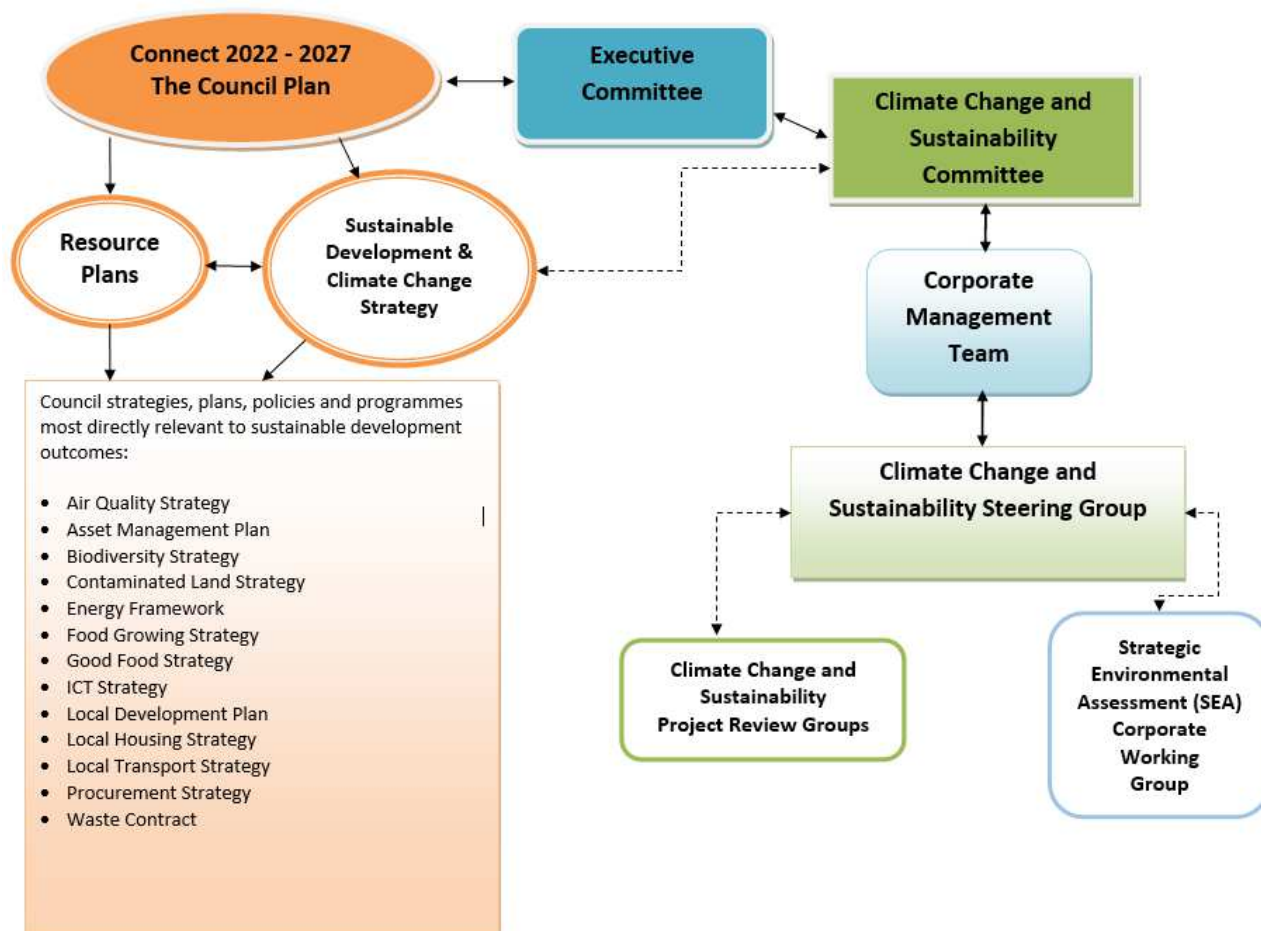 Connect 2022 - 2027
The Council Plan
Executive
Committee
Climate Change and
Sustainability
Committee
Resource
Plans
Sustainable
Development &
Climate Change
Strategy
Corporate
Management
Team
Council strategies, plans, policies and programmes
most directly relevant to sustainable development
outcomes:
• Air Quality Strategy
• Asset Management Plan
• Biodiversity Strategy
• Contaminated Land Strategy
• Energy Framework
• Food Growing Strategy
• Good Food Strategy
• ICT Strategy
• Local Development Plan
• Local Housing Strategy
• Local Transport Strategy
• Procurement Strategy
• Waste Contract
Climate Change and
Sustainability Steering Group
Climate Change and
Sustainability
Project Review Groups
Strategic
Environmental
Assessment (SEA)
Corporate
Working
Group